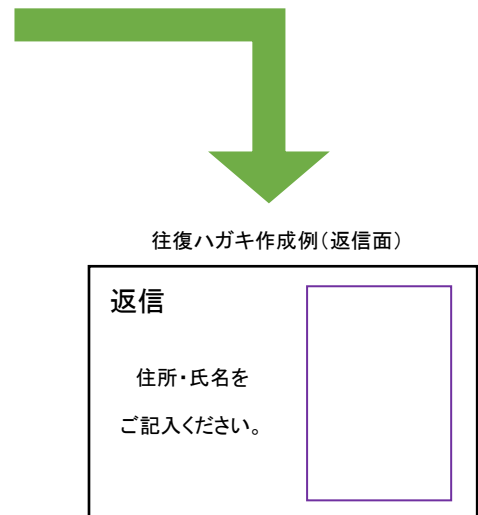 往復ハガキ作成例（返信面）
返信
住所・氏名を
ご記入ください。